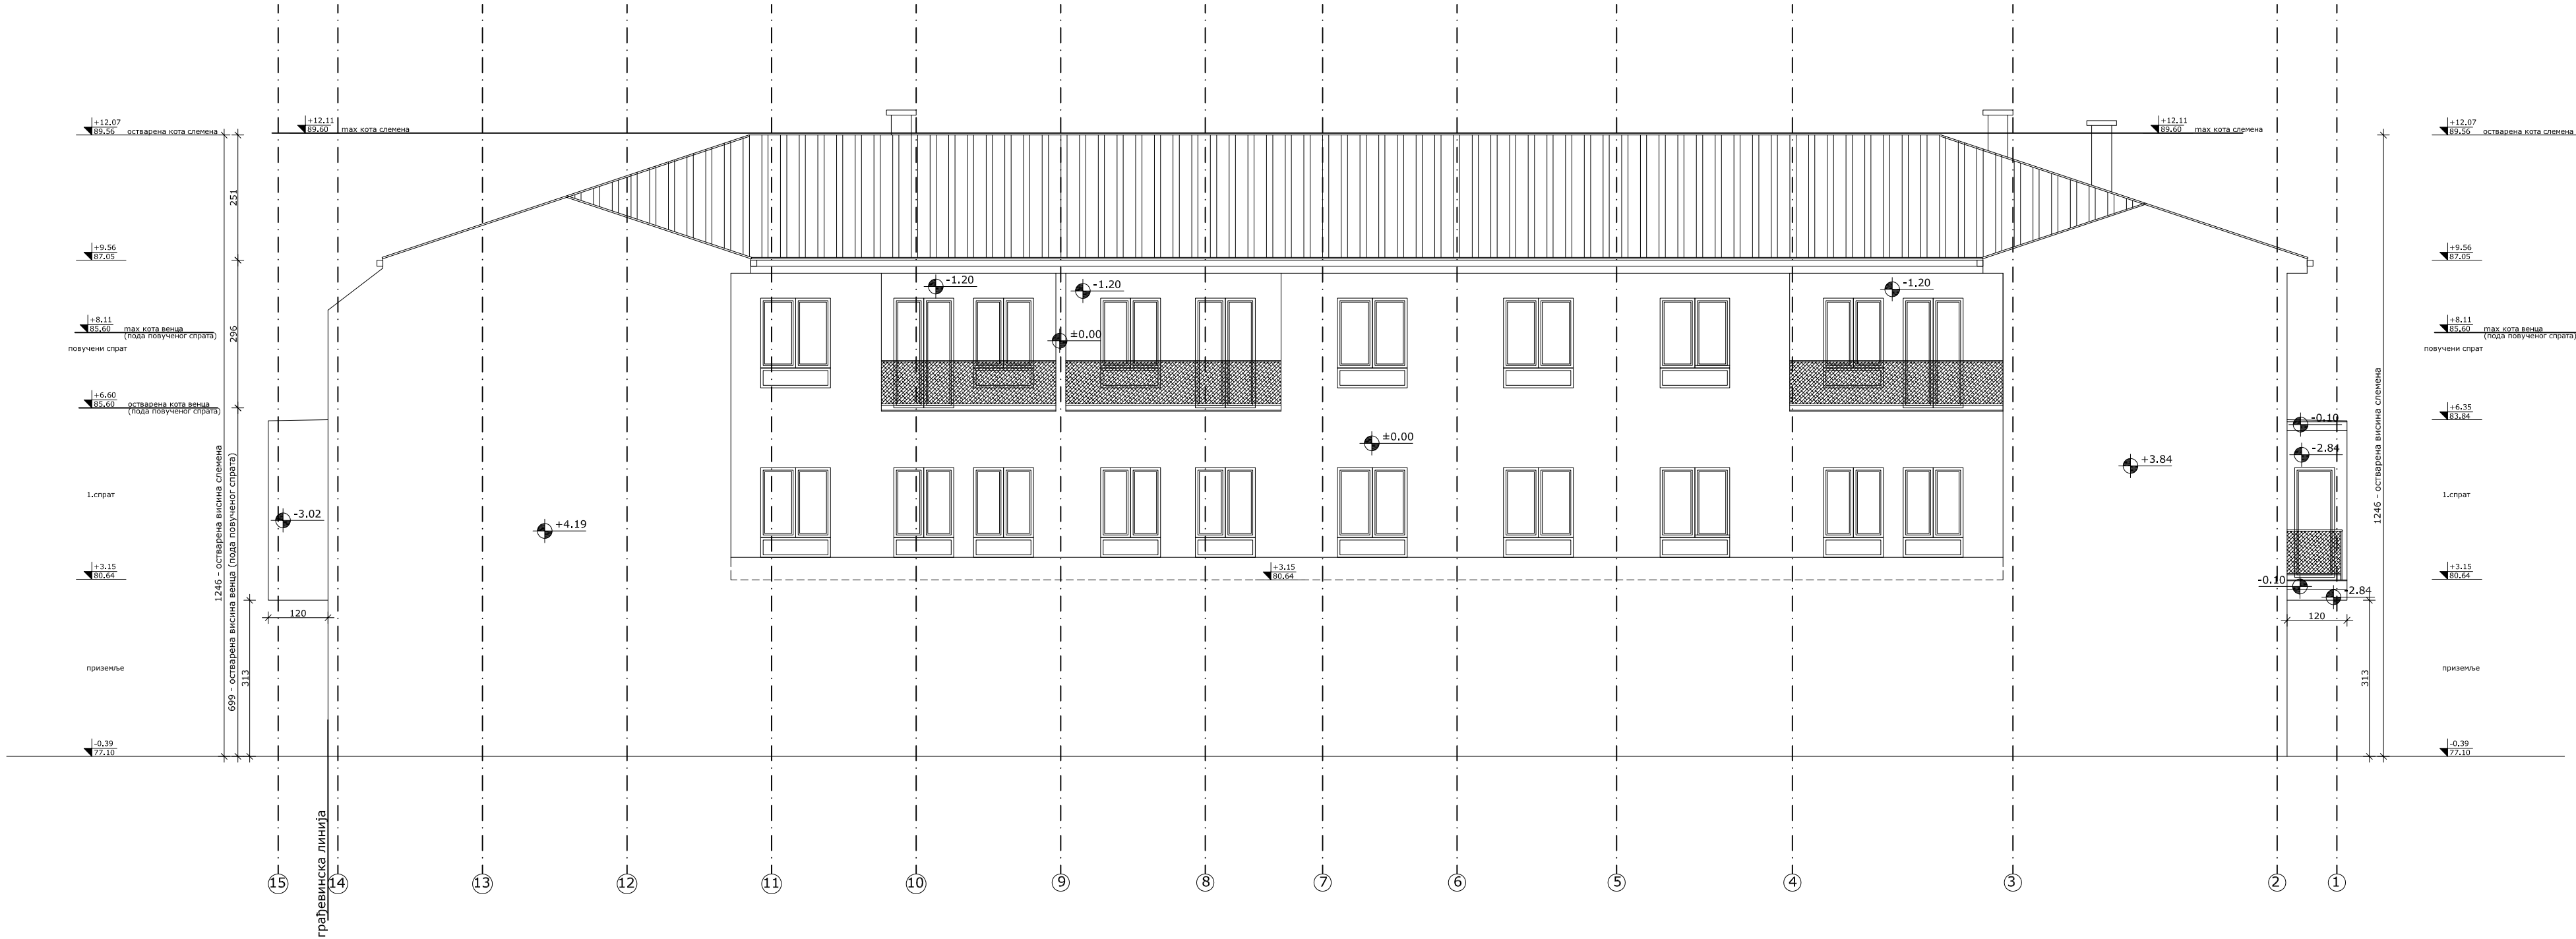 +12.07
89.56 остварена кота слемена
+12.11
89.60 max кота слемена
+12.11
89.60 max кота слемена
+12.07
89.56 остварена кота слемена
251
+9.56
87.05
+9.56
87.05
-1.20
-1.20
-1.20
+8.11
85.60 max кота венца
(пода повученог спрата)
повучени спрат
296
±0.00
+8.11
85.60 max кота венца
(пода повученог спрата)
повучени спрат
+6.60
85.60 остварена кота венца
(пода повученог спрата)
+6.35
83.84
-0.10
±0.00
-2.84
+3.84
1246 - остварена висина слемена
699 - остварена висина венца (пода повученог спрата)
1246 - остварена висина слемена
1.спрат
1.спрат
-3.02
+4.19
+3.15
80.64
+3.15
80.64
+3.15
80.64
-0.10
-2.84
120
120
313
313
приземље
приземље
-0.39
77.10
-0.39
77.10
грађевинска линија
15
14
13
12
11
10
9
8
7
6
5
4
3
2
1